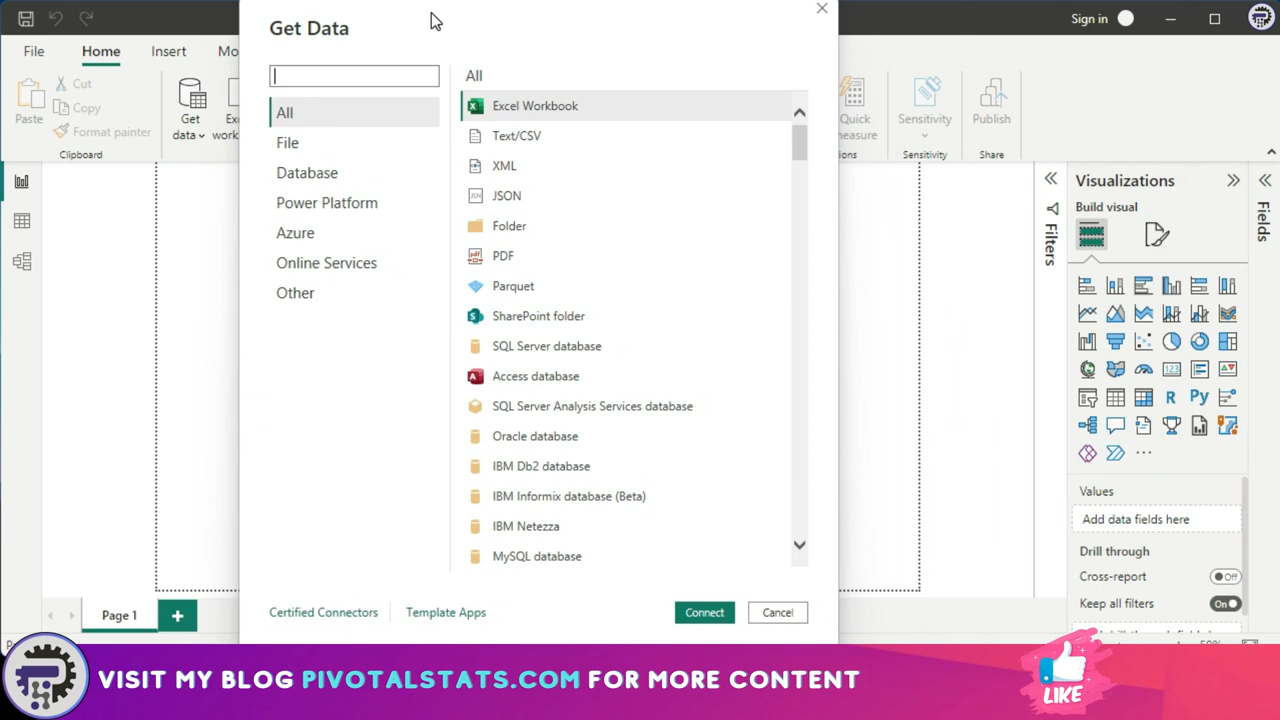 Get Data
Sign in
File
Home
Insert
Mo
Paste
Cut
Copy
Format painter
Clipboard
Get
data
Exc
work
Quick
measure
ions
Sensitivity
Sensitivity
Publish
Share
All
File
Database
Power Platform
Azure
Online Services
Other
All
Excel Workbook
Text/CSV
XML
JSON
Folder
PDF
Parquet
SharePoint folder
SQL Server database
Access database
SQL Server Analysis Services database
Oracle database
IBM Db2 database
IBM Informix database (Beta)
IBM Netezza
MySQL database
Certified Connectors
Template Apps
Connect
Cancel
Filters
Visualizations
Build visual
Fields
Values
Add data fields here
Drill through
Cross-report
Off
Keep all filters
On
Page 1
VISIT MY BLOG PIVOTALSTATS.COM FOR MORE CONTENT
LIKE